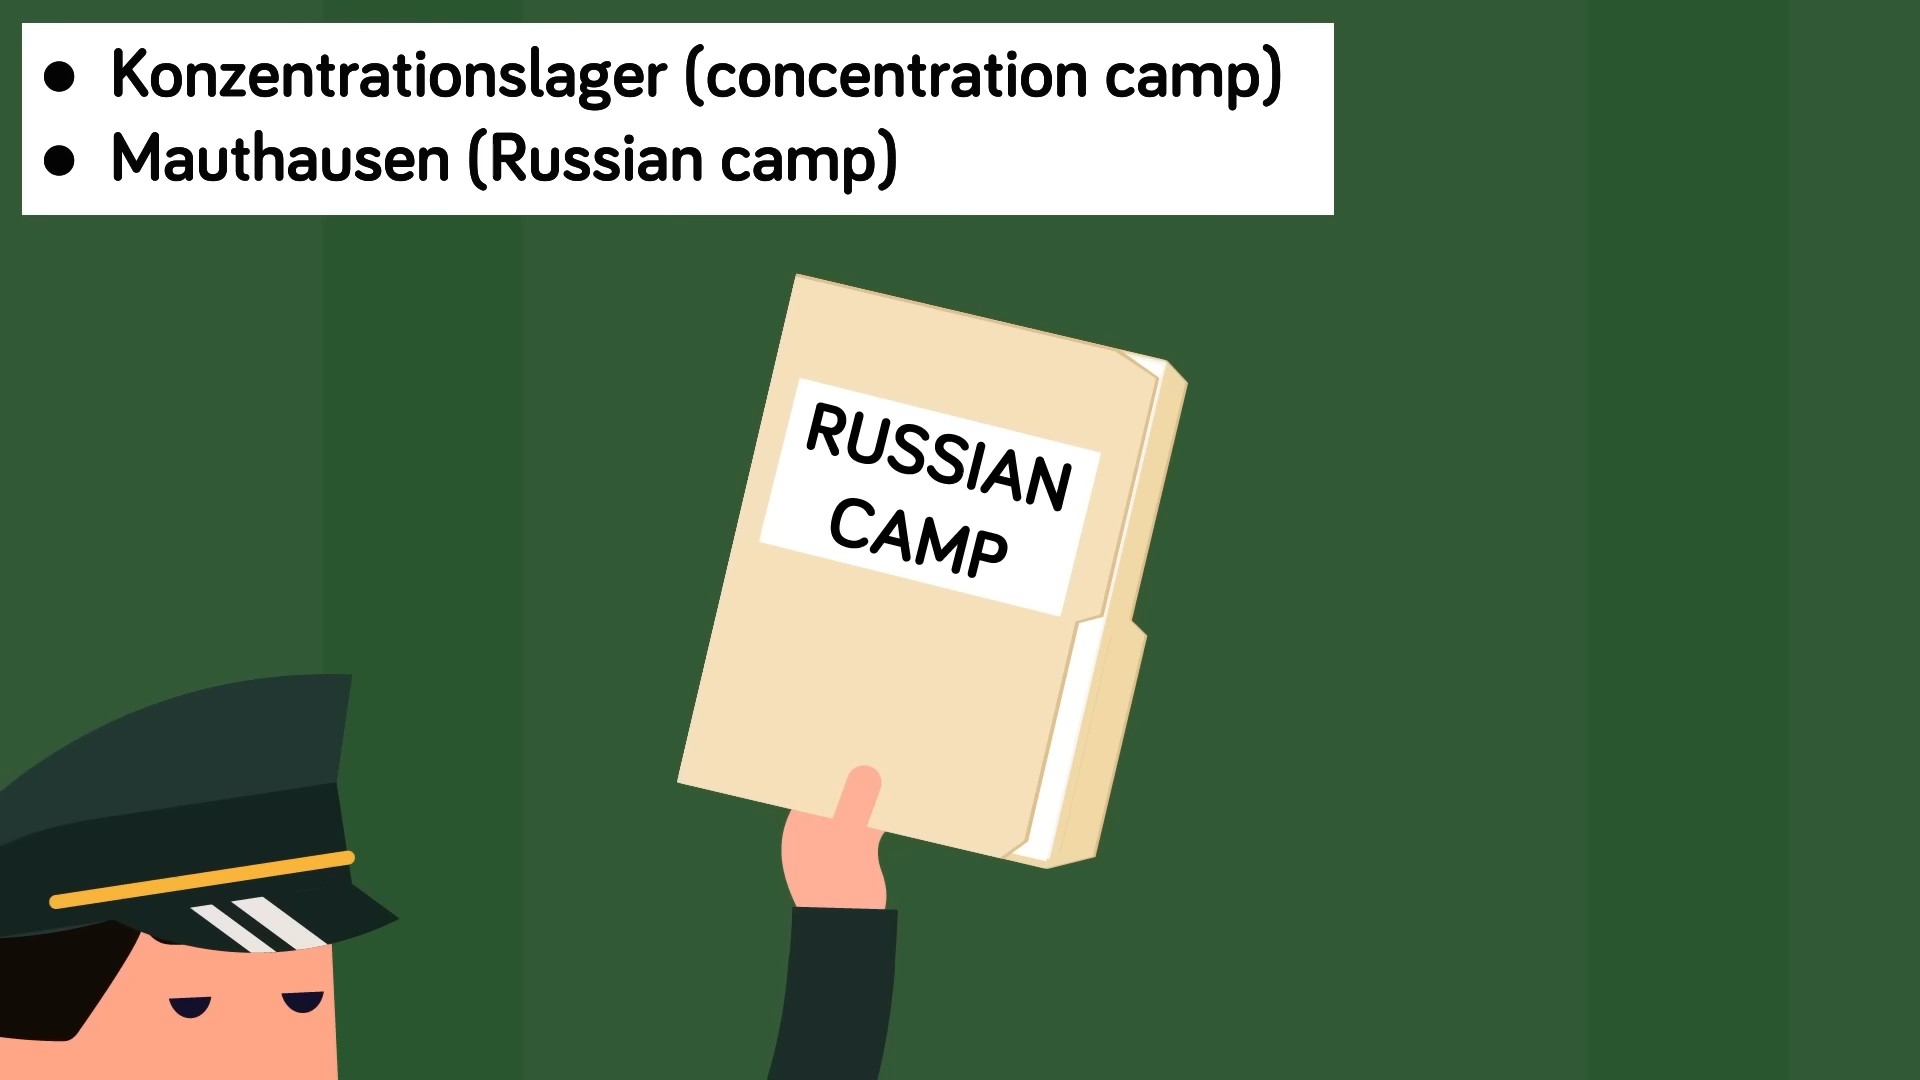 ● Konzentrationslager (concentration camp)
● Mauthausen (Russian camp)
RUSSIAN
CAMP